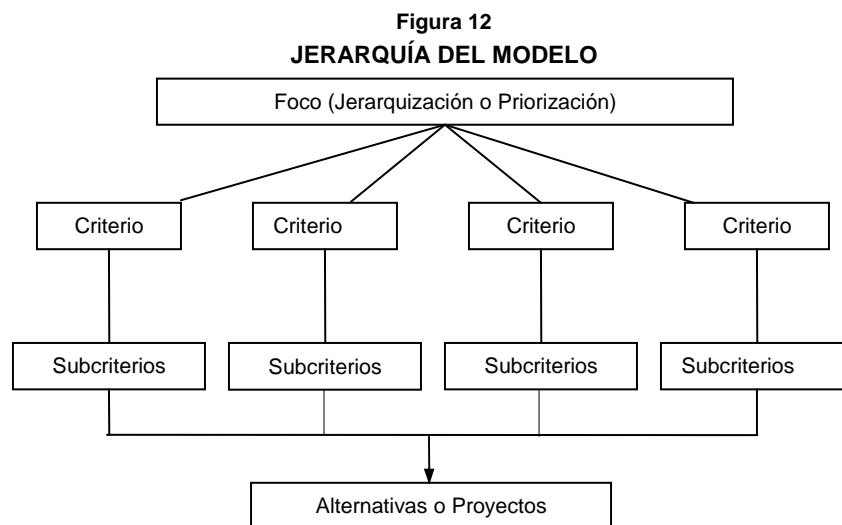 Figura 12
JERARQUÍA DEL MODELO
Foco (Jerarquización o Priorización)
Criterio
Criterio
Criterio
Criterio
Subcriterios
Subcriterios
Subcriterios
Subcriterios
Alternativas o Proyectos